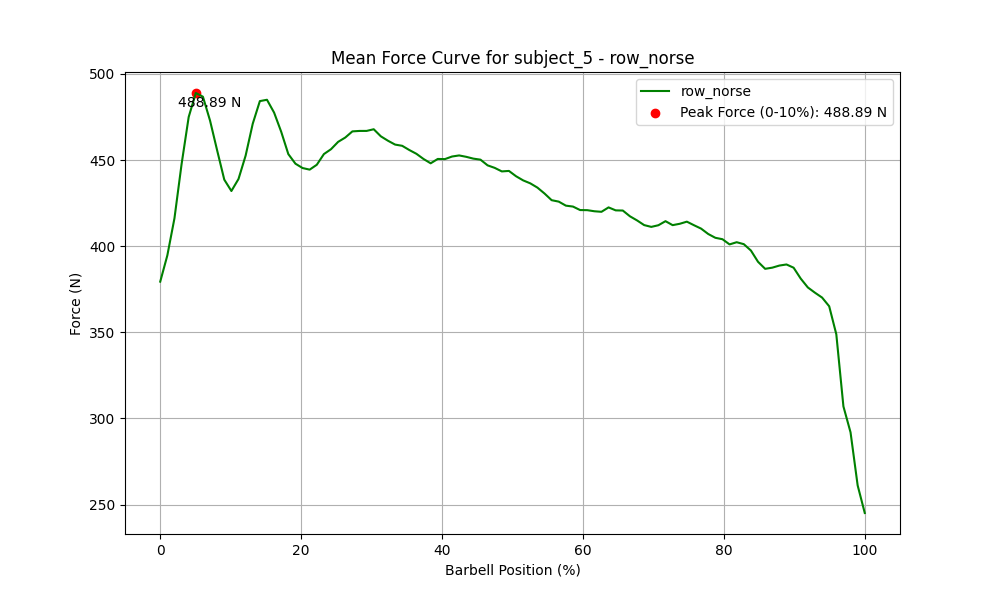 Mean Force Curve for subject_5 - row_norse
row_norse
Peak Force (0-10%): 488.89 N
488.89 N
500
450
400
350
300
250
Force (N)
0 20 40 60 80 100
Barbell Position (%)